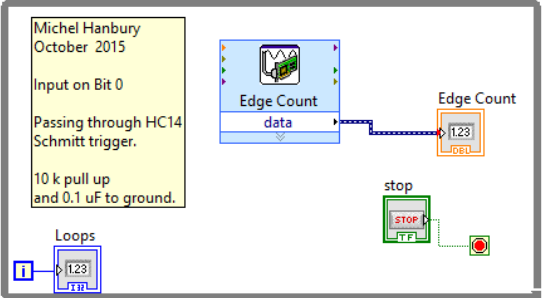 Michel Hanbury
October 2015
Input on Bit 0
Passing through HC14
Schmitt trigger.
10 k pull up
and 0.1 uF to ground.
Edge Count
data
Edge Count
1.23
DBL
stop
STOP
TF
Loops
i
1.23
I32